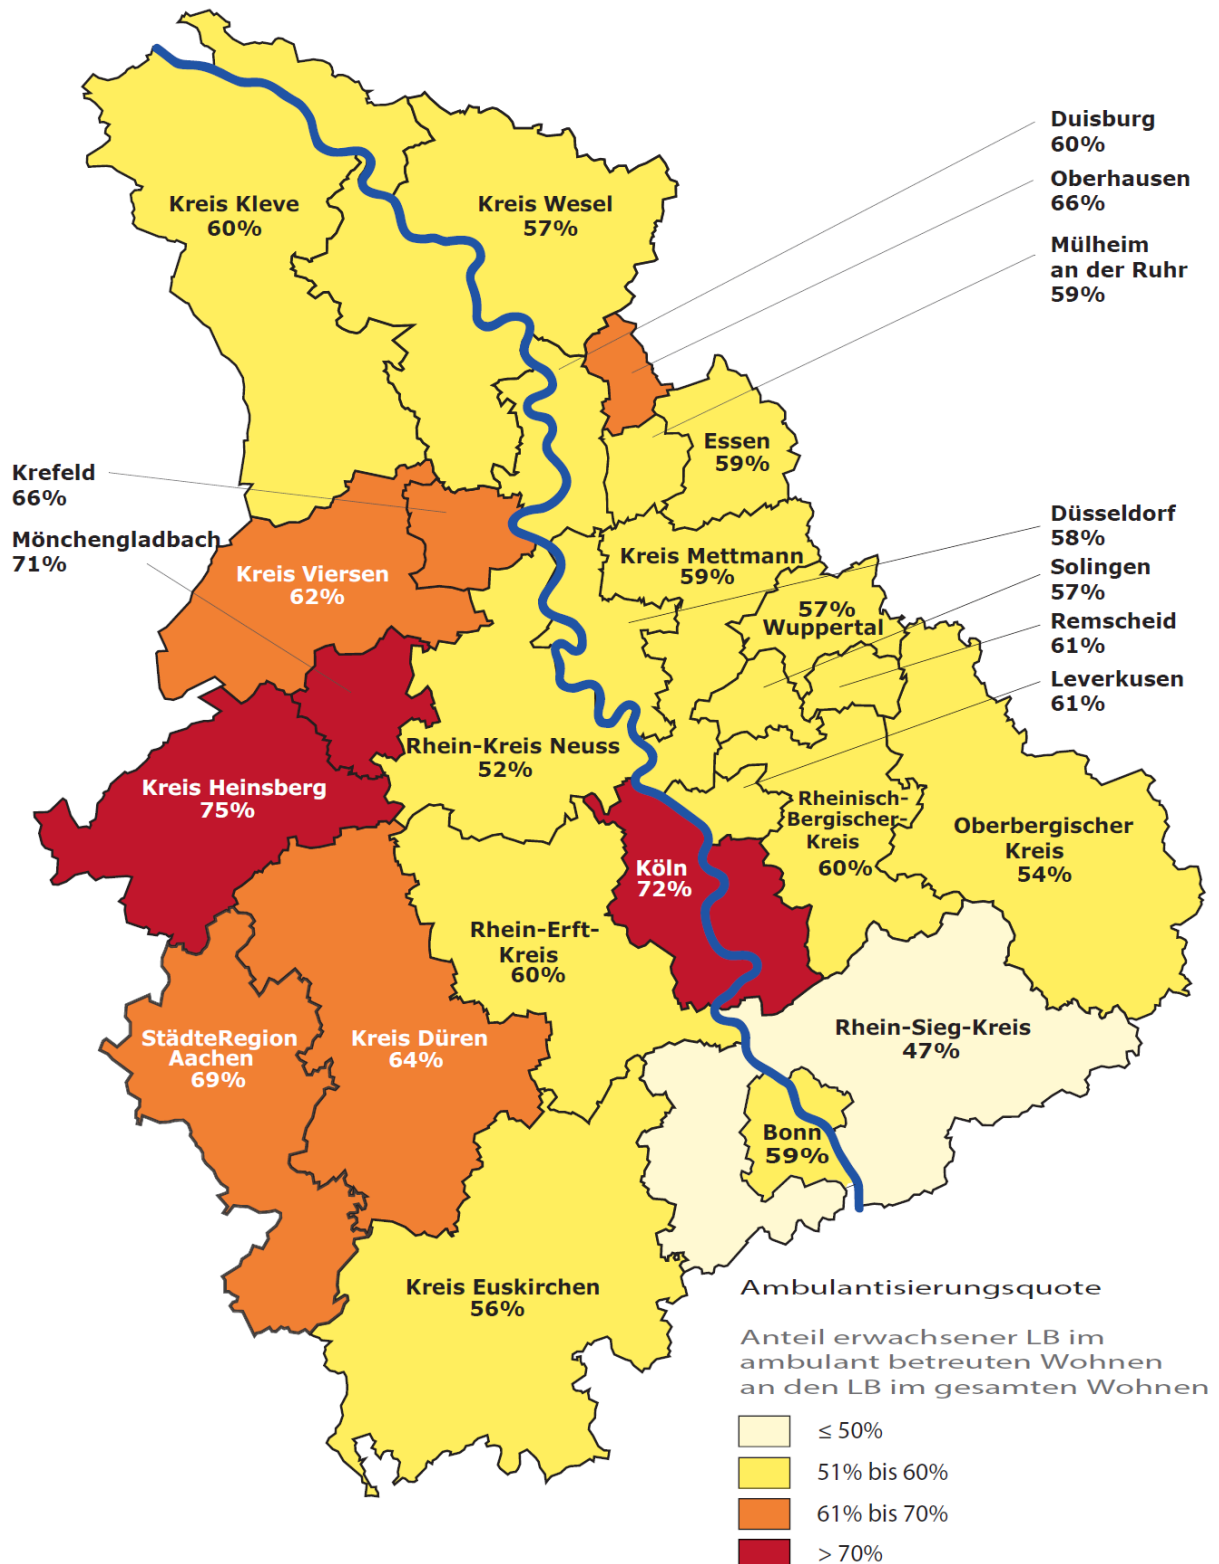 Duisburg
60%
Oberhausen
66%
Mülheim
an der Ruhr
59%
Kreis Kleve
60%
Kreis Wesel
57%
Essen
59%
Krefeld
66%
Mönchengladbach
71%
Düsseldorf
58%
Solingen
57%
Remscheid
61%
Leverkusen
61%
Kreis Viersen
62%
Kreis Mettmann
59%
57%
Wuppertal
Rhein-Kreis Neuss
52%
Kreis Heinsberg
75%
Rheinisch-
Bergischer-
Kreis
60%
Oberbergischer
Kreis
54%
Köln
72%
Rhein-Erft-
Kreis
60%
StädteRegion
Aachen
69%
Kreis Düren
64%
Rhein-Sieg-Kreis
47%
Bonn
59%
Kreis Euskirchen
56%
Ambulantisierungsquote
Anteil erwachsener LB im
ambulant betreuten Wohnen
an den LB im gesamten Wohnen
≤ 50%
51% bis 60%
61% bis 70%
> 70%